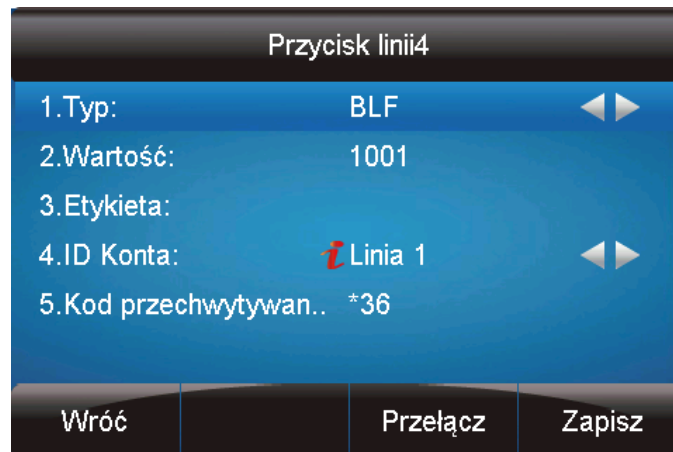 Przycisk linii4
1.Typ: BLF
2.Wartość: 1001
3.Etykieta:
4.ID Konta: i Linia 1
5.Kod przechwytywan.. *36
Wróć Przełącz Zapisz